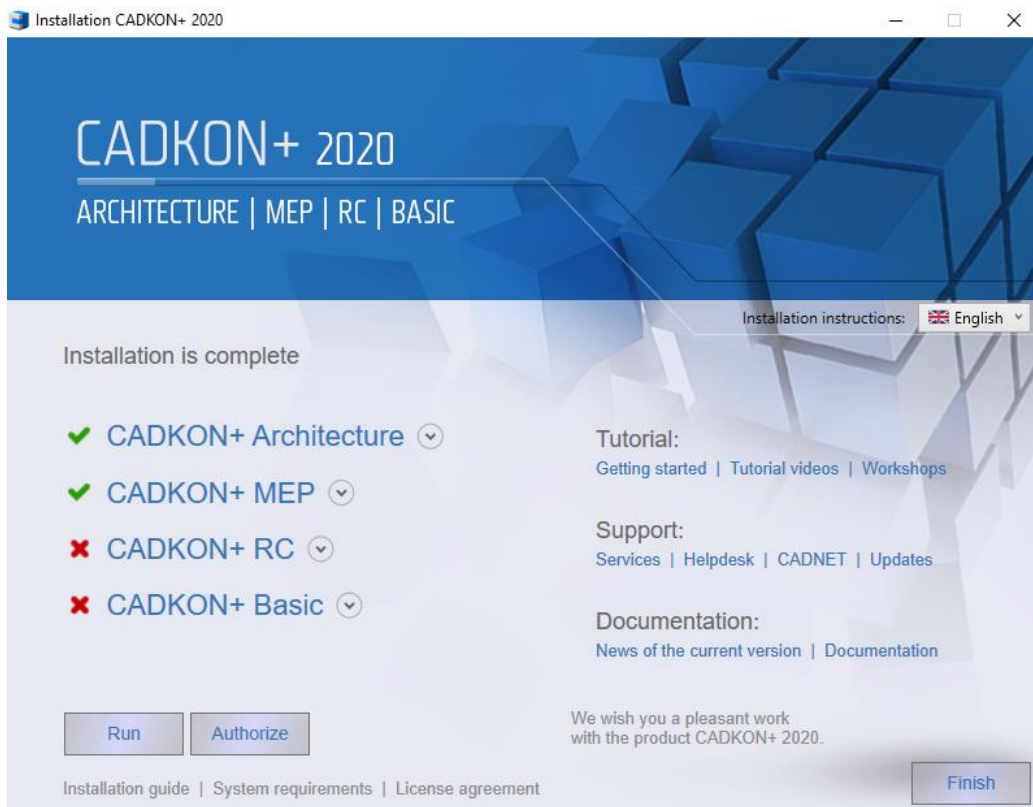 Installation CADKON+ 2020
CADKON+ 2020
ARCHITECTURE | MEP | RC | BASIC
Installation instructions: English
Installation is complete
CADKON+ Architecture
CADKON+ MEP
CADKON+ RC
CADKON+ Basic
Tutorial:
Getting started | Tutorial videos | Workshops
Support:
Services | Helpdesk | CADNET | Updates
Documentation:
News of the current version | Documentation
Run
Authorize
We wish you a pleasant work
with the product CADKON+ 2020.
Installation guide | System requirements | License agreement
Finish